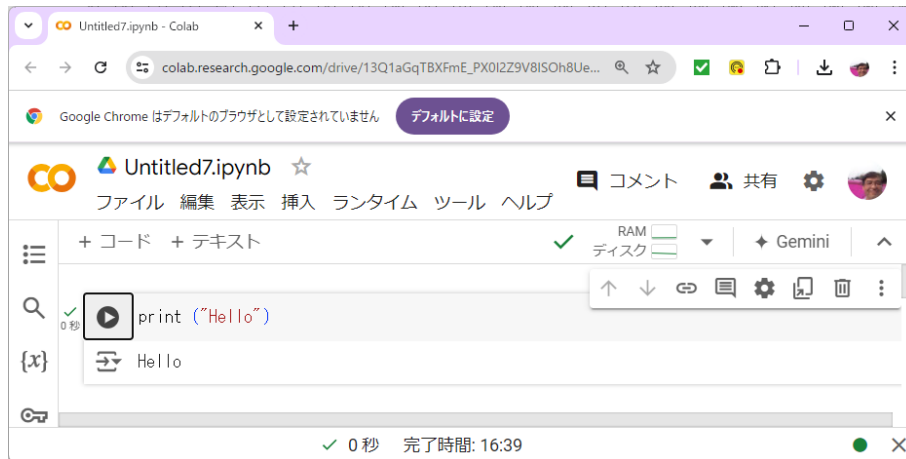 Untitled7.ipynb - Colab
colab.research.google.com/drive/13Q1aGqTBXFmE_PX0I2Z9V8ISOh8Ue...
Google Chrome はデフォルトのブラウザとして設定されていません デフォルトに設定
CO Untitled7.ipynb
コメント 共有
ファイル 編集 表示 挿入 ランタイム ツール ヘルプ
+ コード + テキスト RAM ディスク Gemini
print ("Hello")
0 秒
Hello
{x}
0 秒 完了時間: 16:39